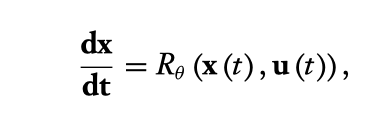 dx/dt = R_θ (x (t) , u (t)) ,